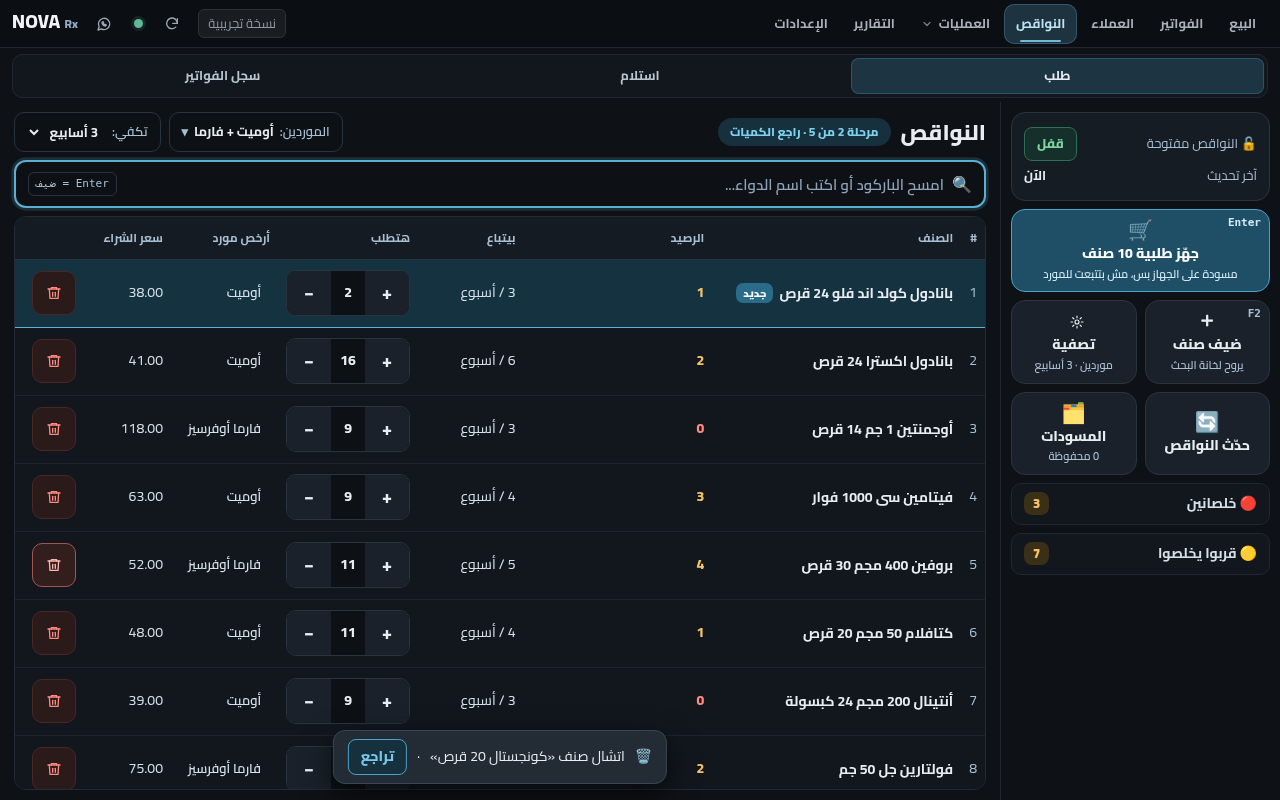 البيع
الفواتير
العملاء
النواقص
العمليات
التقارير
الإعدادات
نسخة تجريبية
NOVA Rx
طلب
استلام
سجل الفواتير
🔓 النواقص مفتوحة
قفل
آخر تحديث
الآن
Enter
جهّز طلبية 10 صنف
مسودة على الجهاز بس، مش بتتبعت للمورد
F2
ضيف صنف
يروح لخانة البحث
تصفية
موردين · 3 أسابيع
حدّث النواقص
المسودات
0 محفوظة
🔴 خلصانين 3
🟡 قربوا يخلصوا 7
النواقص
مرحلة 2 من 5 · راجع الكميات
الموردين: أوميت + فارما ▾
تكفي: 3 أسابيع
🔍 امسح الباركود أو اكتب اسم الدواء...
Enter = ضيف
# الصنف الرصيد بيتباع هتطلب أرخص مورد سعر الشراء
1 بانادول كولد اند فلو 24 قرص جديد 1 3 / أسبوع + 2 − أوميت 38.00
2 بانادول اكسترا 24 قرص 2 6 / أسبوع + 16 − أوميت 41.00
3 أوجمنتين 1 جم 14 قرص 0 3 / أسبوع + 9 − فارما أوفرسيز 118.00
4 فيتامين سى 1000 فوار 3 4 / أسبوع + 9 − أوميت 63.00
5 بروفين 400 مجم 30 قرص 4 5 / أسبوع + 11 − فارما أوفرسيز 52.00
6 كتافلام 50 مجم 20 قرص 1 4 / أسبوع + 11 − أوميت 48.00
7 أنتينال 200 مجم 24 كبسولة 0 3 / أسبوع + 9 − أوميت 39.00
8 فولتارين جل 50 جم 2 − فارما أوفرسيز 75.00
اتشال صنف «كونجستال 20 قرص» · تراجع